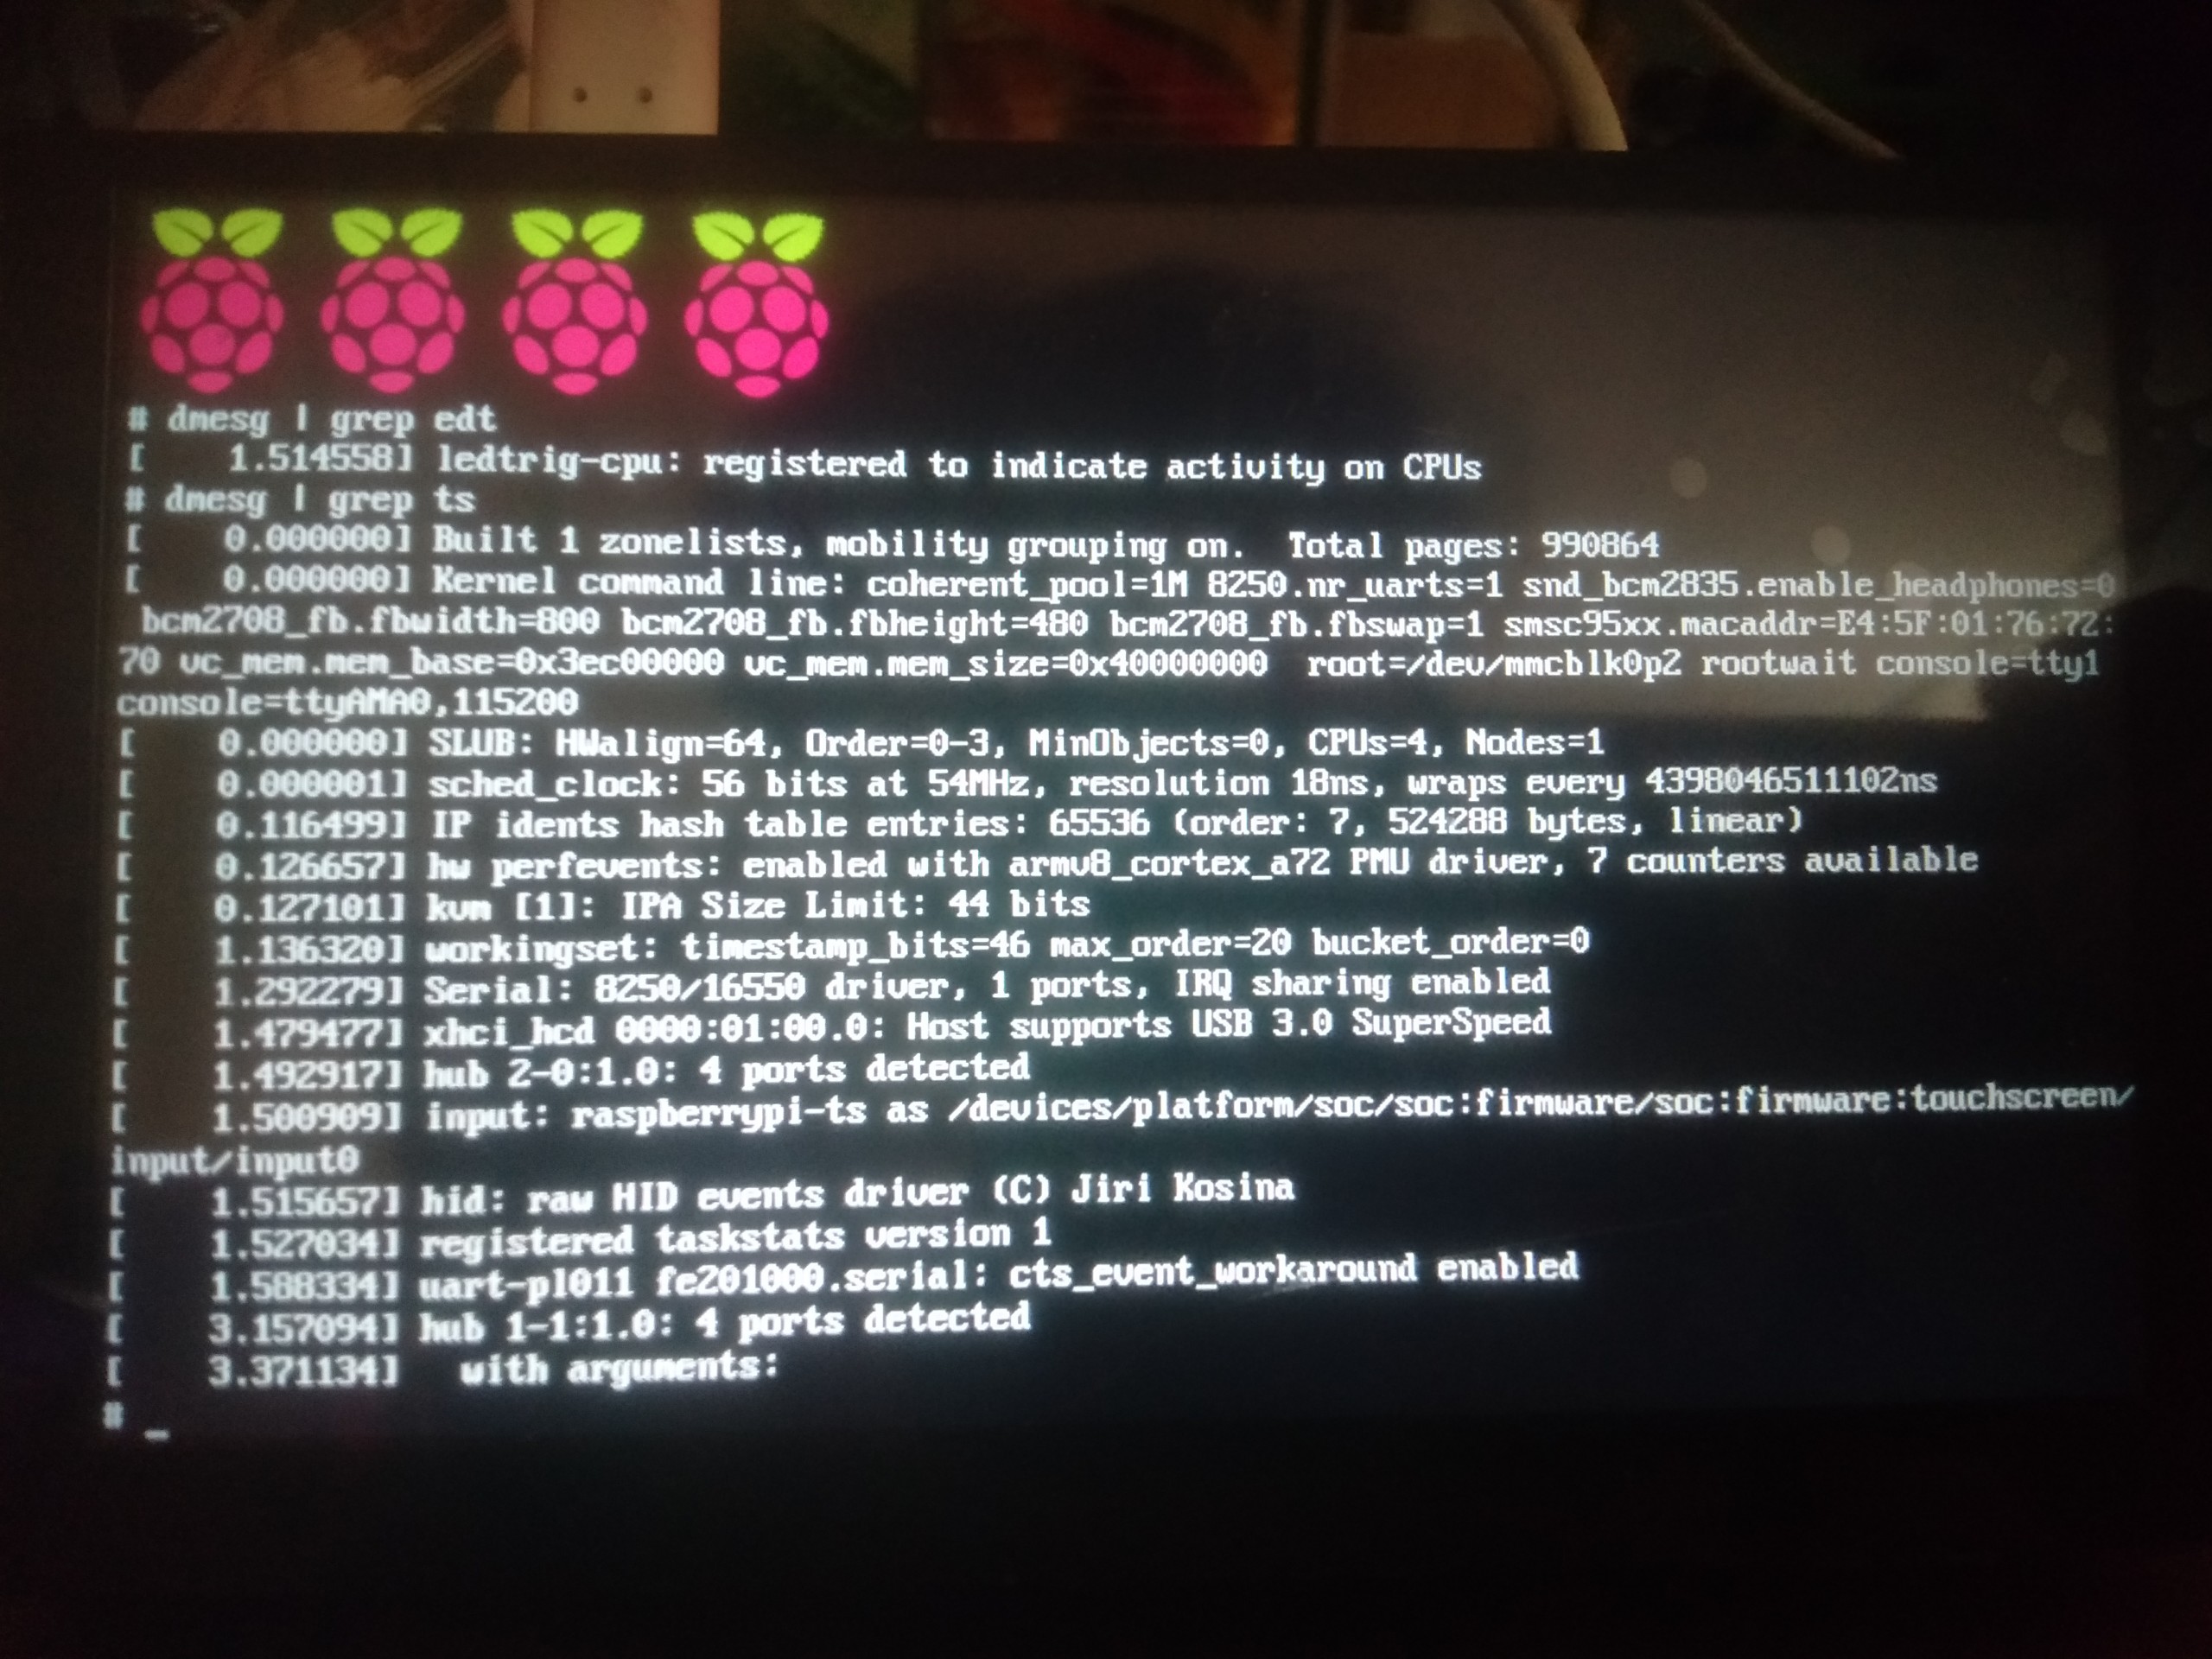 # dmesg | grep edt
[    1.514558] ledtrig-cpu: registered to indicate activity on CPUs
# dmesg | grep ts
[    0.000000] Built 1 zonelists, mobility grouping on.  Total pages: 990864
[    0.000000] Kernel command line: coherent_pool=1M 8250.nr_uarts=1 snd_bcm2835.enable_headphones=0
 bcm2708_fb.fbwidth=800 bcm2708_fb.fbheight=480 bcm2708_fb.fbswap=1 smsc95xx.macaddr=E4:5F:01:76:72:
70 vc_mem.mem_base=0x3ec00000 vc_mem.mem_size=0x40000000  root=/dev/mmcblk0p2 rootwait console=tty1
console=ttyAMA0,115200
[    0.000000] SLUB: HWalign=64, Order=0-3, MinObjects=0, CPUs=4, Nodes=1
[    0.000001] sched_clock: 56 bits at 54MHz, resolution 18ns, wraps every 4398046511102ns
[    0.116499] IP idents hash table entries: 65536 (order: 7, 524288 bytes, linear)
[    0.126657] hw perfevents: enabled with armv8_cortex_a72 PMU driver, 7 counters available
[    0.127101] kvm [1]: IPA Size Limit: 44 bits
[    1.136320] workingset: timestamp_bits=46 max_order=20 bucket_order=0
[    1.292279] Serial: 8250/16550 driver, 1 ports, IRQ sharing enabled
[    1.479477] xhci_hcd 0000:01:00.0: Host supports USB 3.0 SuperSpeed
[    1.492917] hub 2-0:1.0: 4 ports detected
[    1.500909] input: raspberrypi-ts as /devices/platform/soc/soc:firmware/soc:firmware:touchscreen/
input/input0
[    1.515657] hid: raw HID events driver (C) Jiri Kosina
[    1.527034] registered taskstats version 1
[    1.588334] uart-pl011 fe201000.serial: cts_event_workaround enabled
[    3.157094] hub 1-1:1.0: 4 ports detected
[    3.371134]   with arguments:
# _